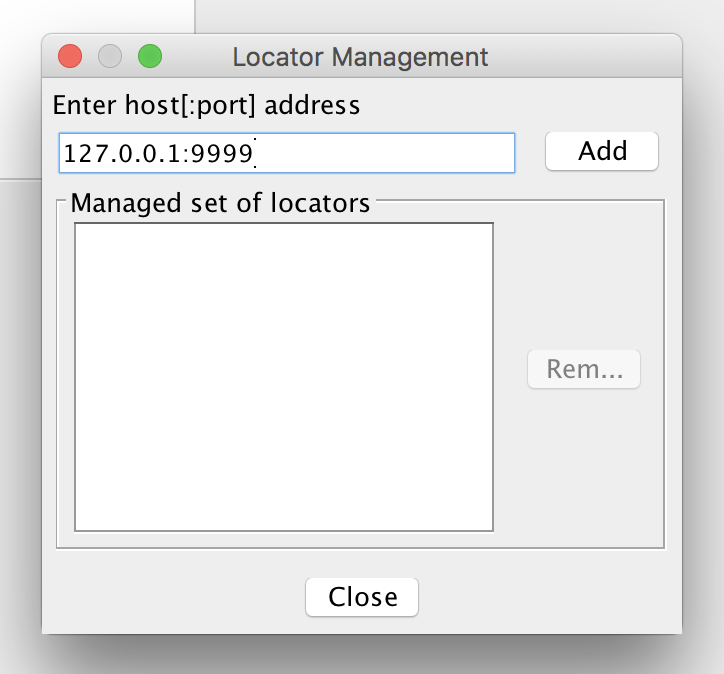 Locator Management
Enter host[:port] address
127.0.0.1:9999
Add
Managed set of locators
Rem...
Close